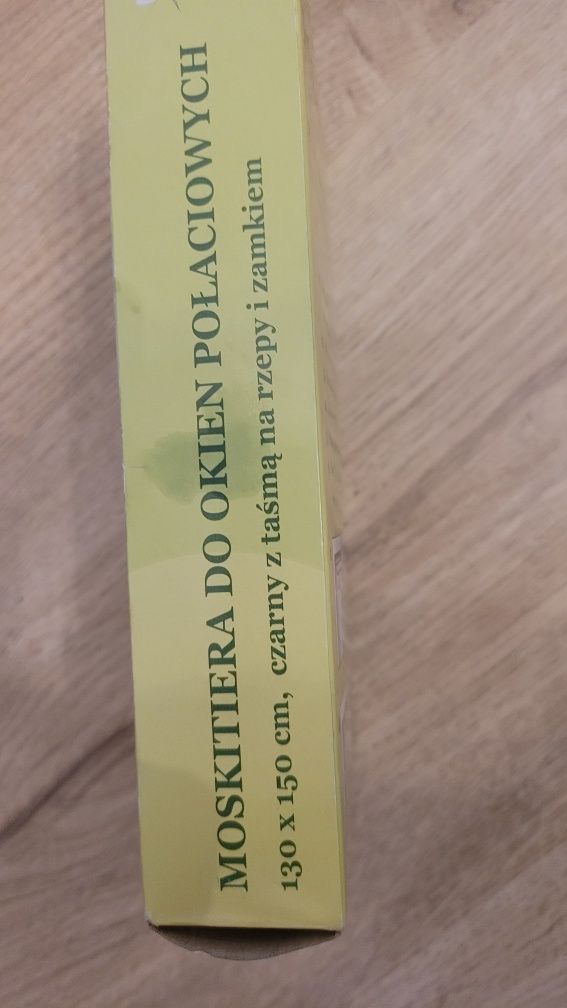 MOSKITIERA DO OKIEN POŁACIOWYCH
130 x 150 cm, czarny z taśmą na rzepy i zamkiem